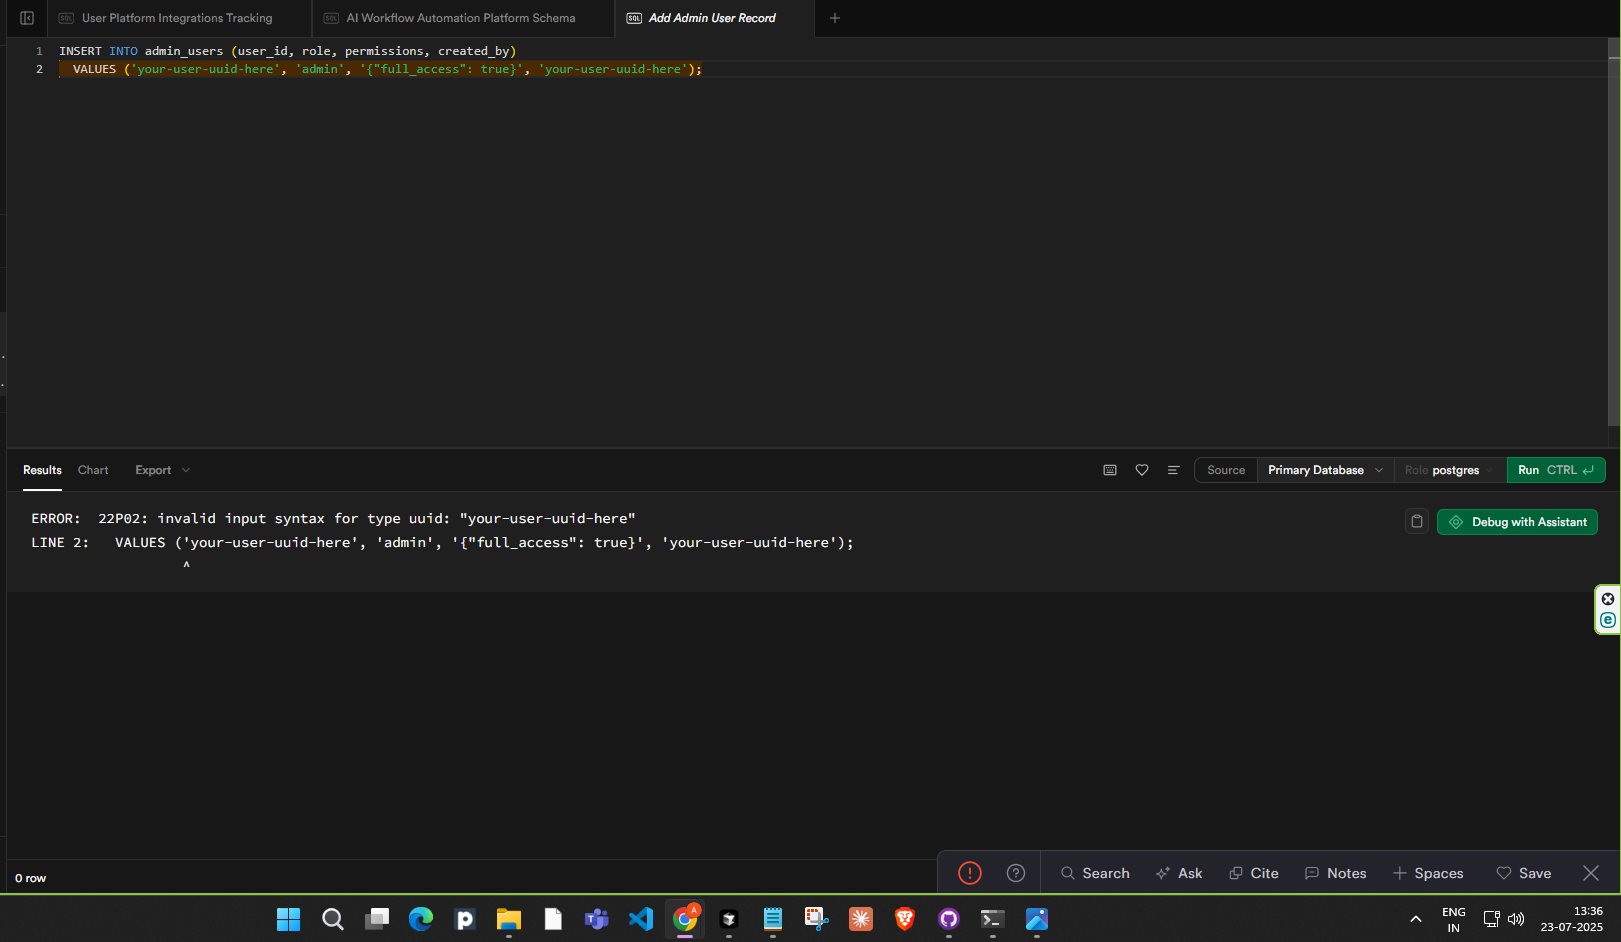 User Platform Integrations Tracking
AI Workflow Automation Platform Schema
Add Admin User Record
1 INSERT INTO admin_users (user_id, role, permissions, created_by)
2 VALUES ('your-user-uuid-here', 'admin', '{"full_access": true}', 'your-user-uuid-here');
Results Chart Export
Source Primary Database Role postgres Run CTRL
ERROR: 22P02: invalid input syntax for type uuid: "your-user-uuid-here"
LINE 2: VALUES ('your-user-uuid-here', 'admin', '{"full_access": true}', 'your-user-uuid-here');
^
Debug with Assistant
0 row
Search Ask Cite Notes Spaces Save
ENG
IN
13:36
23-07-2025